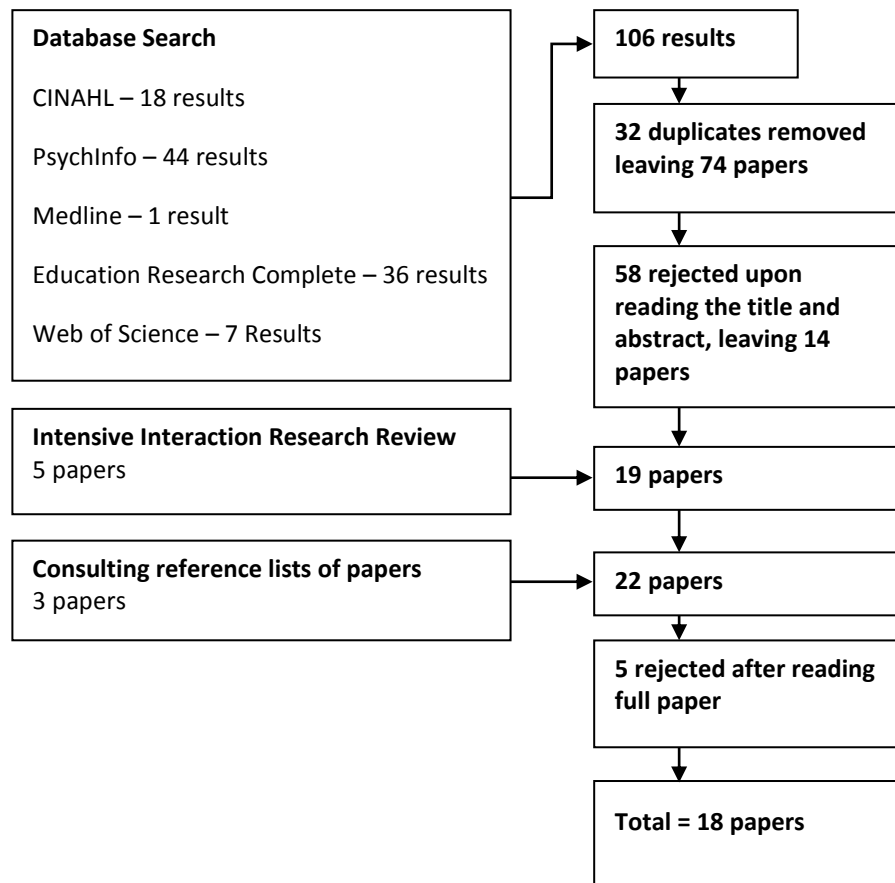 Database Search
CINAHL – 18 results
PsychInfo – 44 results
Medline – 1 result
Education Research Complete – 36 results
Web of Science – 7 Results
106 results
32 duplicates removed
leaving 74 papers
58 rejected upon
reading the title and
abstract, leaving 14
papers
Intensive Interaction Research Review
5 papers
19 papers
Consulting reference lists of papers
3 papers
22 papers
5 rejected after reading
full paper
Total = 18 papers